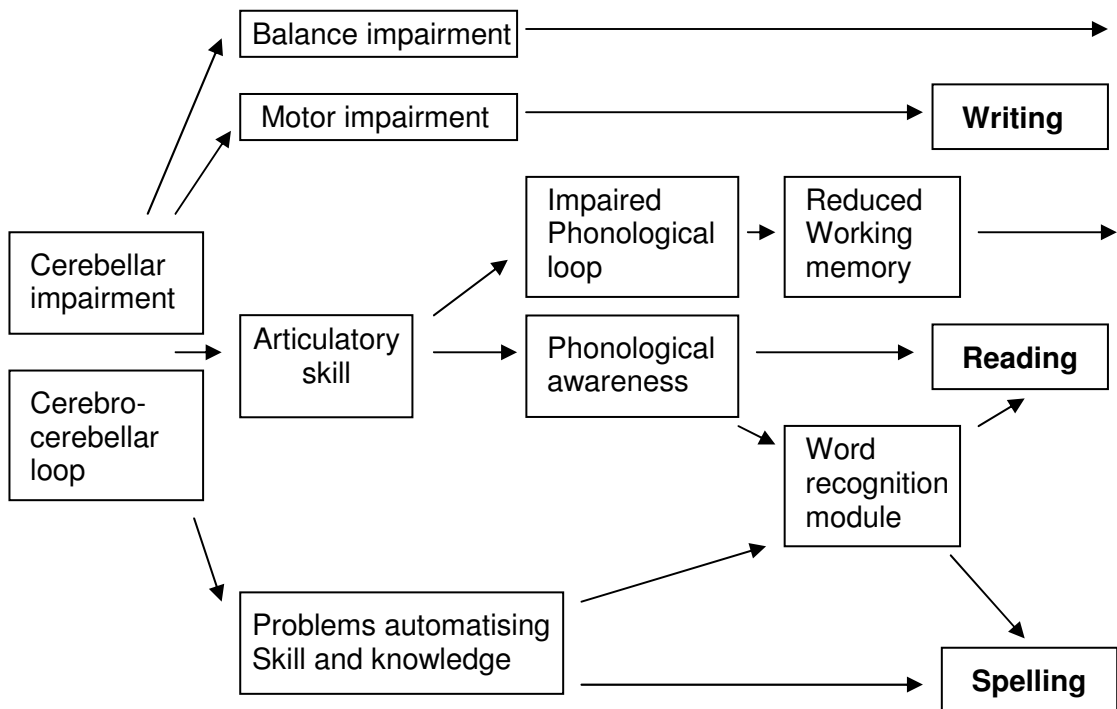 Balance impairment
Motor impairment
Writing
Impaired
Phonological
loop
Reduced
Working
memory
Cerebellar
impairment
Articulatory
skill
Phonological
awareness
Reading
Cerebro-
cerebellar
loop
Word
recognition
module
Problems automatising
Skill and knowledge
Spelling